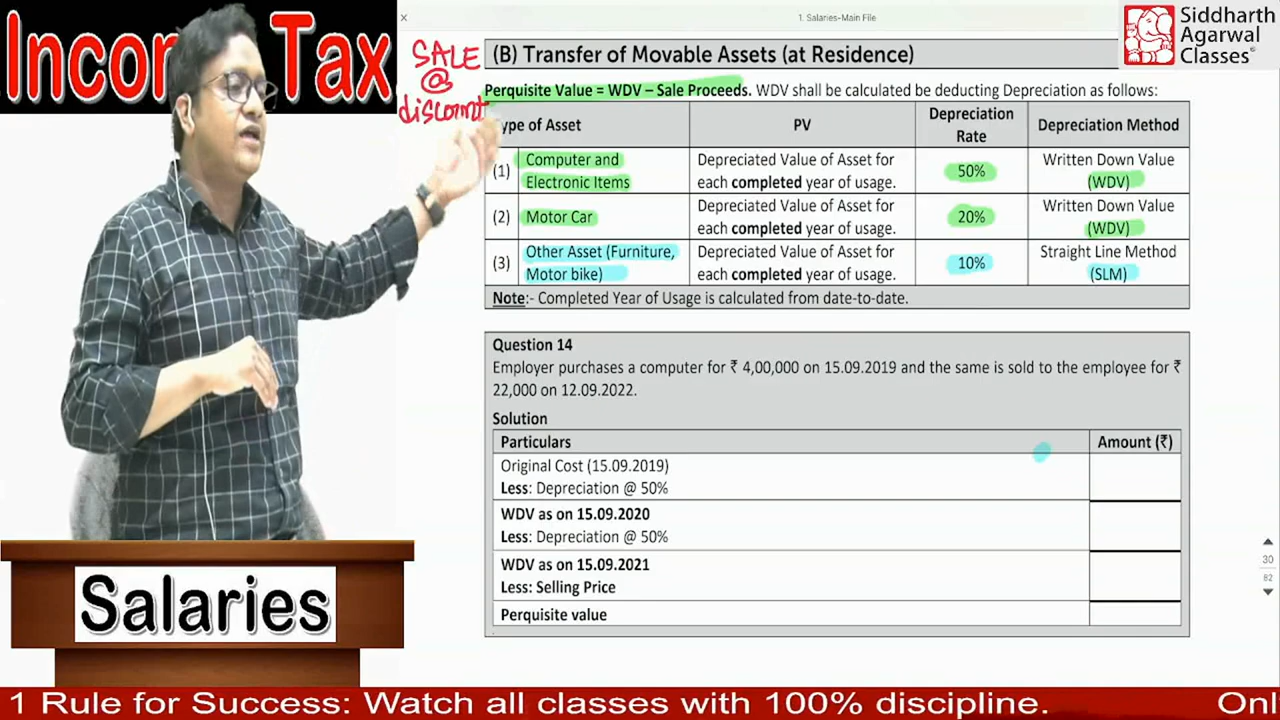 Income Tax
SALE
@
discount
×
1. Salaries-Main File
Siddharth
Agarwal
Classes
(B) Transfer of Movable Assets (at Residence)
Perquisite Value = WDV – Sale Proceeds. WDV shall be calculated by deducting Depreciation as follows:
ype of Asset PV Depreciation Rate Depreciation Method
(1) Computer and Electronic Items Depreciated Value of Asset for each completed year of usage. 50% Written Down Value (WDV)
(2) Motor Car Depreciated Value of Asset for each completed year of usage. 20% Written Down Value (WDV)
(3) Other Asset (Furniture, Motor bike) Depreciated Value of Asset for each completed year of usage. 10% Straight Line Method (SLM)
Note:- Completed Year of Usage is calculated from date-to-date.
Question 14
Employer purchases a computer for ₹ 4,00,000 on 15.09.2019 and the same is sold to the employee for ₹
22,000 on 12.09.2022.
Solution
Particulars Amount (₹)
Original Cost (15.09.2019)
Less: Depreciation @ 50%
WDV as on 15.09.2020
Less: Depreciation @ 50%
WDV as on 15.09.2021
Less: Selling Price
Perquisite value
30
82
Salaries
1 Rule for Success: Watch all classes with 100% discipline. Onl